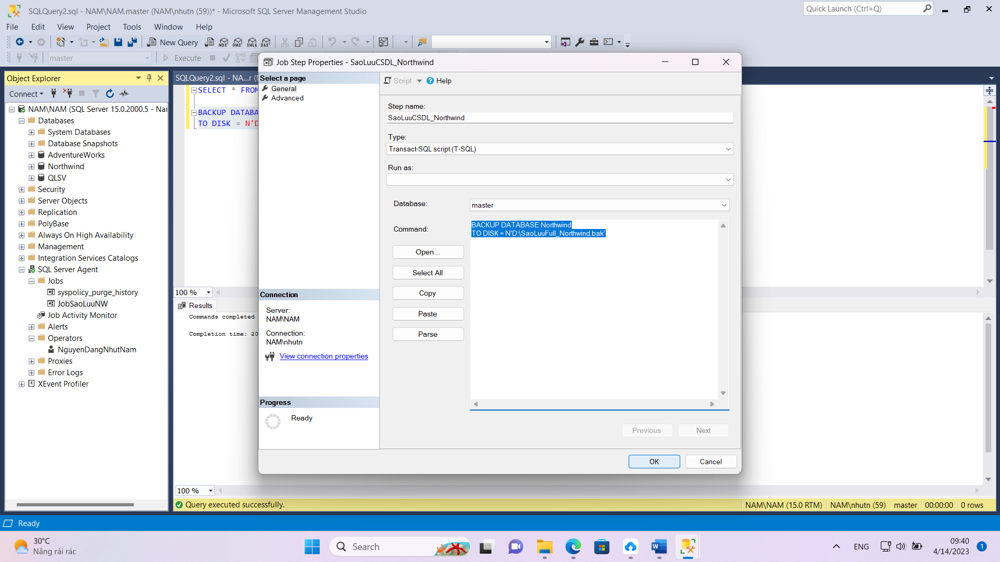 SQLQuery2.sql - NAM\NAM.master (NAM\nhutn (59))* - Microsoft SQL Server Management Studio
Quick Launch (Ctrl+Q)
File Edit View Project Tools Window Help
New Query
MDX DMX XMLA DAX
master
Execute
Object Explorer
Connect
NAM\NAM (SQL Server 15.0.2000.5 - Nar
Databases
System Databases
Database Snapshots
AdventureWorks
Northwind
QLSV
Security
Server Objects
Replication
PolyBase
Always On High Availability
Management
Integration Services Catalogs
SQL Server Agent
Jobs
syspolicy_purge_history
JobSaoLuuNW
Job Activity Monitor
Alerts
Operators
NguyenDangNhutNam
Proxies
Error Logs
XEvent Profiler
SQLQuery2.sql - NA...r (
SELECT * FROM
BACKUP DATABA
TO DISK = N'D
100 %
Results
Commands completed
Completion time: 20
100 %
Query executed successfully.
NAM\NAM (15.0 RTM) NAM\nhutn (59) master 00:00:00 0 rows
Job Step Properties - SaoLuuCSDL_Northwind
Select a page
General
Advanced
Connection
Server:
NAM\NAM
Connection:
NAM\nhutn
View connection properties
Progress
Ready
Script Help
Step name:
SaoLuuCSDL_Northwind
Type:
Transact-SQL script (T-SQL)
Run as:
Database:
master
Command:
BACKUP DATABASE Northwind
TO DISK = N'D:\SaoLuuFull_Northwind.bak'
Open...
Select All
Copy
Paste
Parse
Previous Next
OK Cancel
Ready
30°C
Nắng rải rác
Search
ENG
09:40
4/14/2023
1